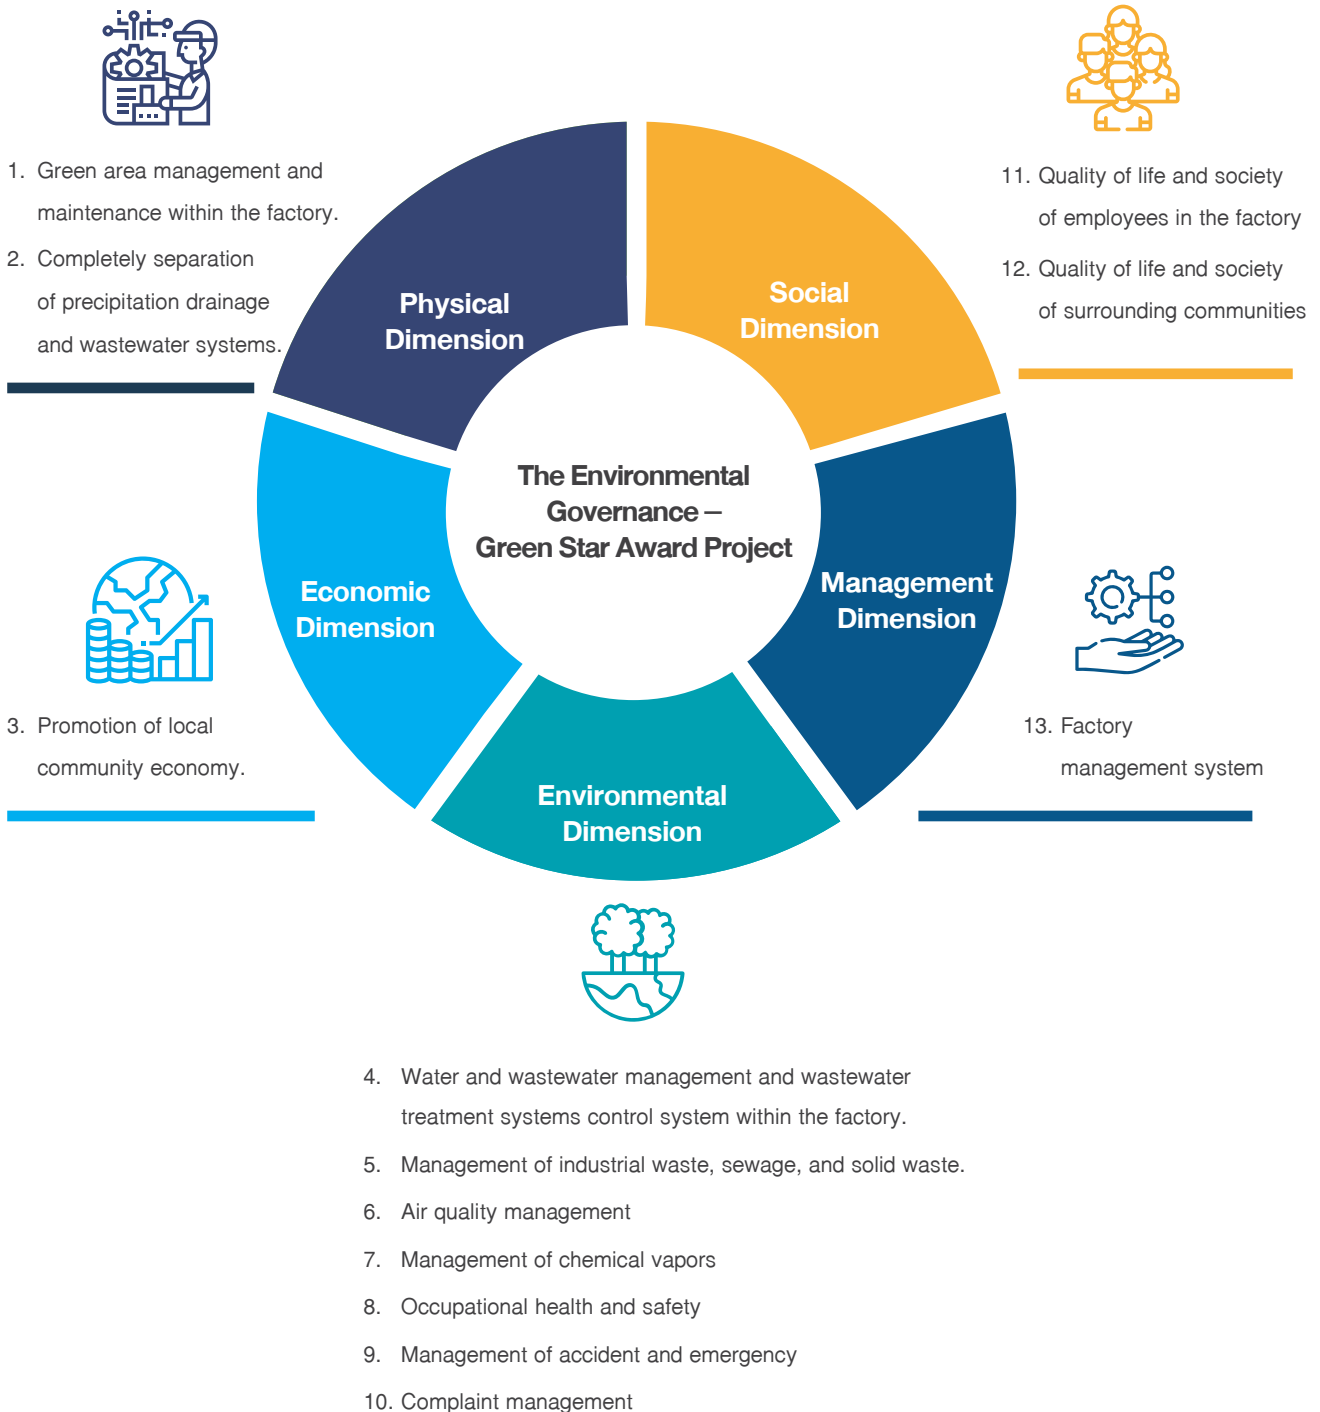 1. Green area management and
maintenance within the factory.
2. Completely separation
of precipitation drainage
and wastewater systems.
11. Quality of life and society
of employees in the factory
12. Quality of life and society
of surrounding communities
Physical
Dimension
Social
Dimension
The Environmental
Governance –
Green Star Award Project
Economic
Dimension
Management
Dimension
Environmental
Dimension
3. Promotion of local
community economy.
13. Factory
management system
4. Water and wastewater management and wastewater
treatment systems control system within the factory.
5. Management of industrial waste, sewage, and solid waste.
6. Air quality management
7. Management of chemical vapors
8. Occupational health and safety
9. Management of accident and emergency
10. Complaint management